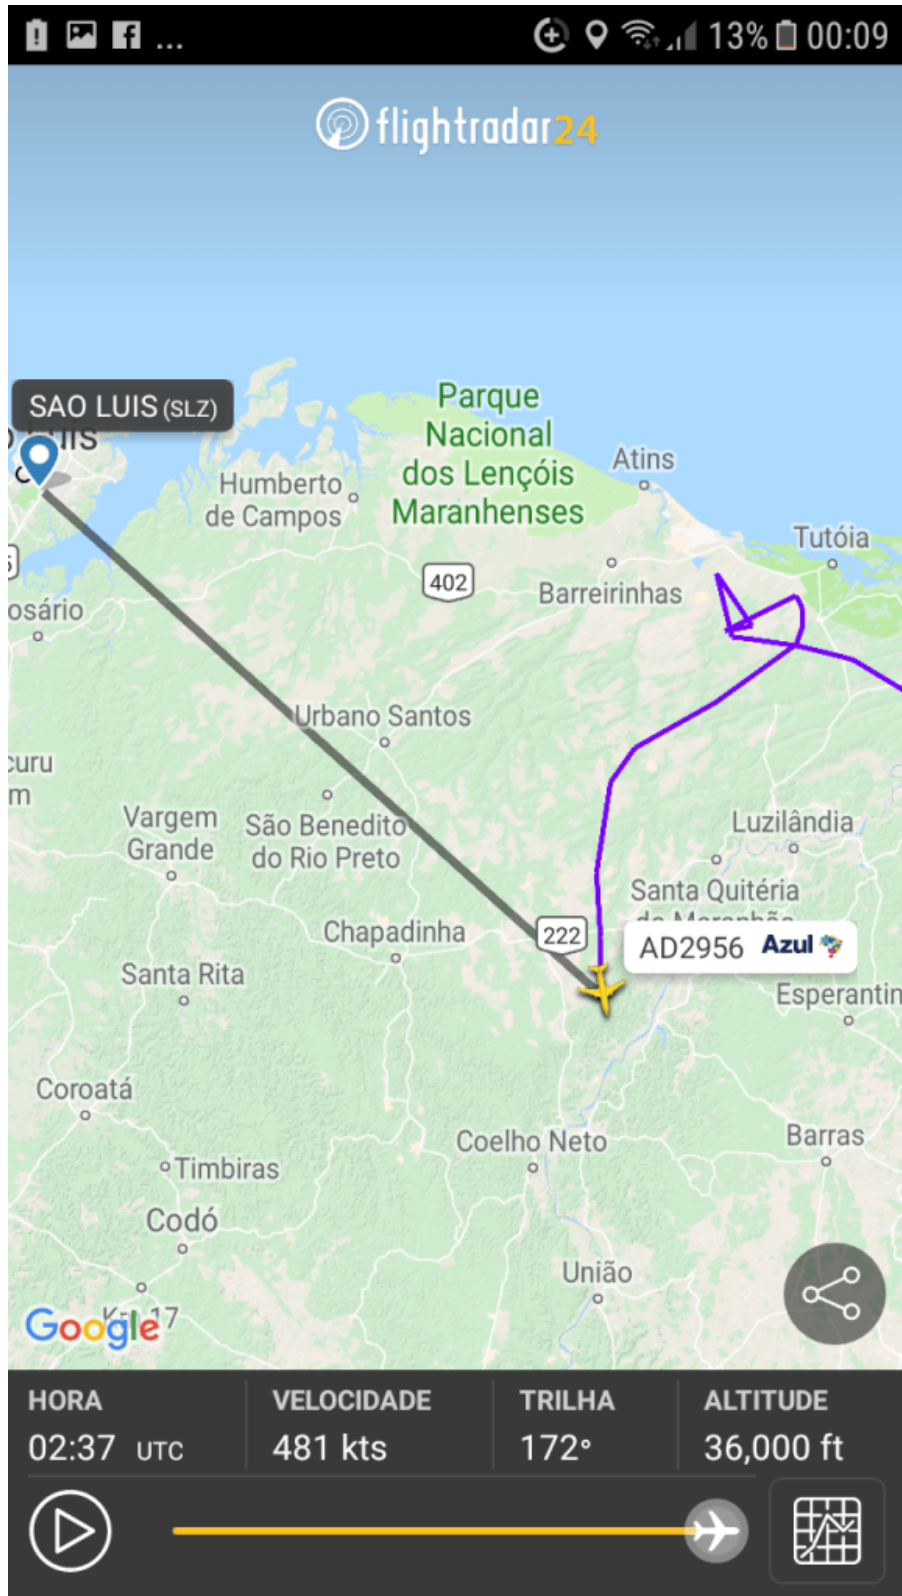 ... 13% 00:09
flightradar24
SAO LUIS (SLZ)
Parque
Nacional
dos Lençóis
Maranhenses
Atins
Humberto
de Campos
Tutóia
402
Barreirinhas
osário
Urbano Santos
curu
m
Vargem
Grande
São Benedito
do Rio Preto
Luzilândia
Santa Quitéria
Chapadinha
222
AD2956 Azul
Santa Rita
Esperantin
Coroatá
Coelho Neto
Barras
Timbiras
Codó
União
Google
HORA VELOCIDADE TRILHA ALTITUDE
02:37 UTC 481 kts 172° 36,000 ft